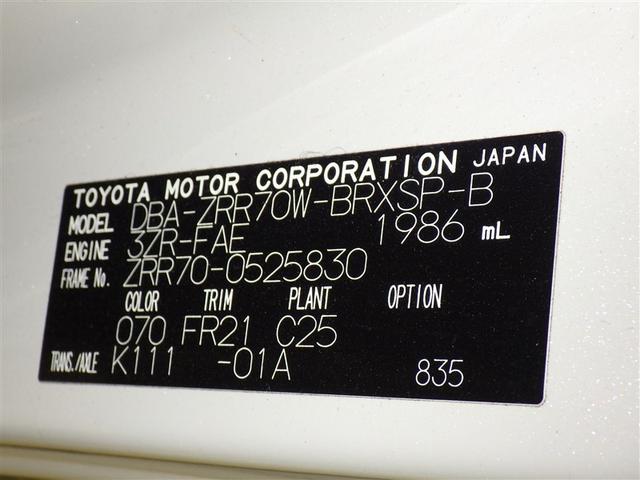 TOYOTA MOTOR CORPORATION JAPAN
MODEL DBA-ZRR70W-BRXSP-B
ENGINE 3ZR-FAE 1986 mL
FRAME No. ZRR70-0525830
COLOR TRIM PLANT OPTION
070 FR21 C25
TRANS./AXLE K111 -01A 835